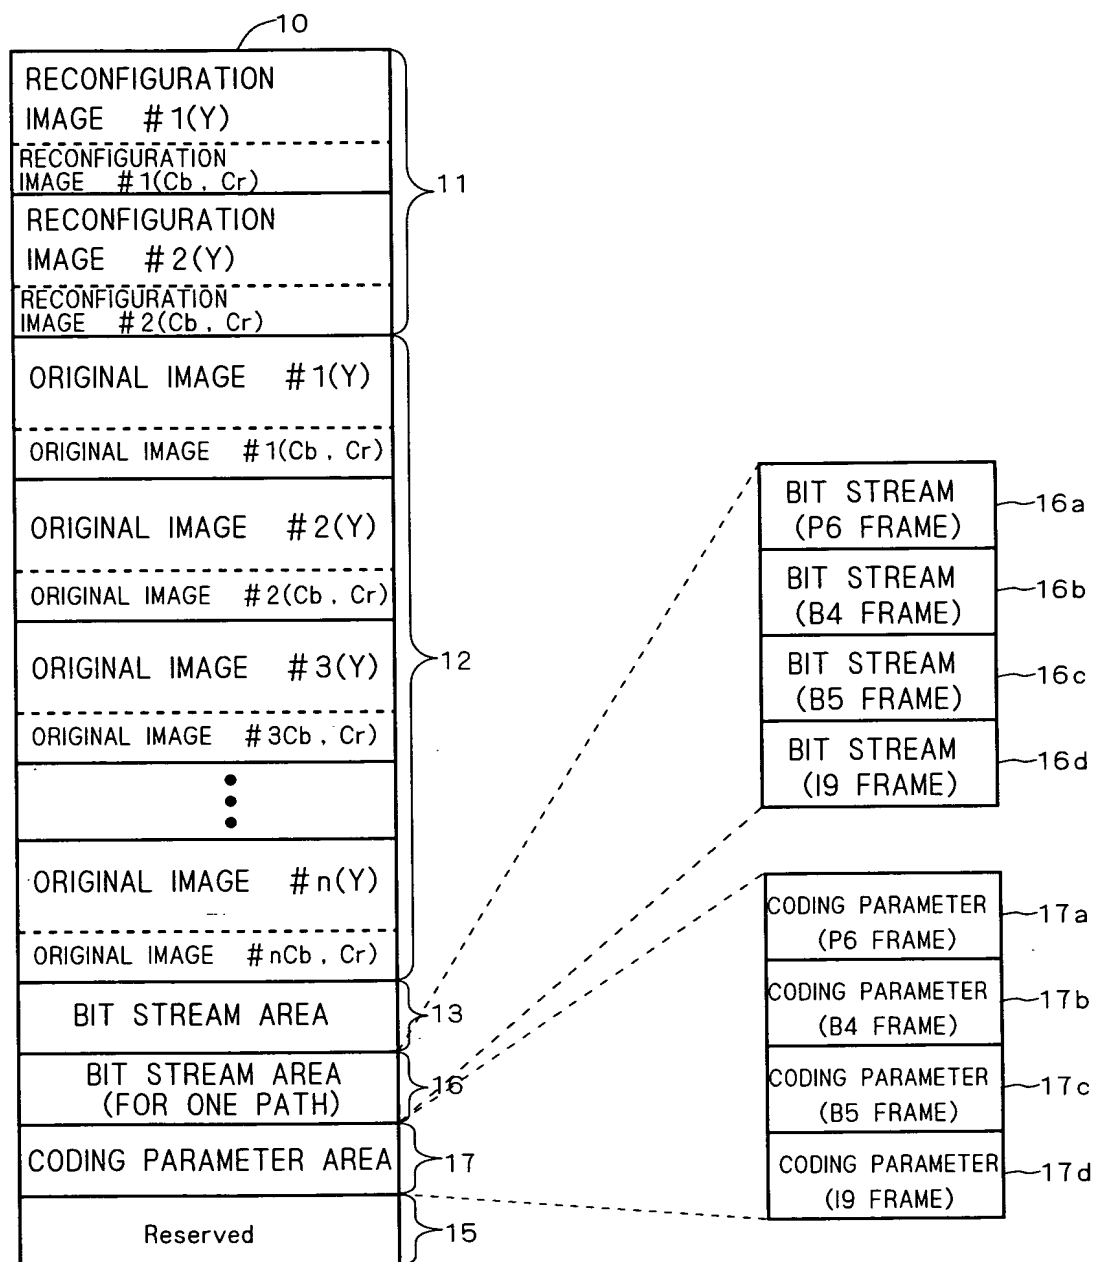 10
RECONFIGURATION
IMAGE #1(Y)
RECONFIGURATION
IMAGE #1(Cb, Cr)
RECONFIGURATION
IMAGE #2(Y)
RECONFIGURATION
IMAGE #2(Cb, Cr)
11
ORIGINAL IMAGE #1(Y)
ORIGINAL IMAGE #1(Cb, Cr)
ORIGINAL IMAGE #2(Y)
ORIGINAL IMAGE #2(Cb, Cr)
ORIGINAL IMAGE #3(Y)
ORIGINAL IMAGE #3Cb, Cr)
ORIGINAL IMAGE #n(Y)
ORIGINAL IMAGE #nCb, Cr)
12
BIT STREAM AREA
13
BIT STREAM AREA
(FOR ONE PATH)
16
CODING PARAMETER AREA
17
Reserved
15
BIT STREAM
(P6 FRAME)
16a
BIT STREAM
(B4 FRAME)
16b
BIT STREAM
(B5 FRAME)
16c
BIT STREAM
(I9 FRAME)
16d
CODING PARAMETER
(P6 FRAME)
17a
CODING PARAMETER
(B4 FRAME)
17b
CODING PARAMETER
(B5 FRAME)
17c
CODING PARAMETER
(I9 FRAME)
17d